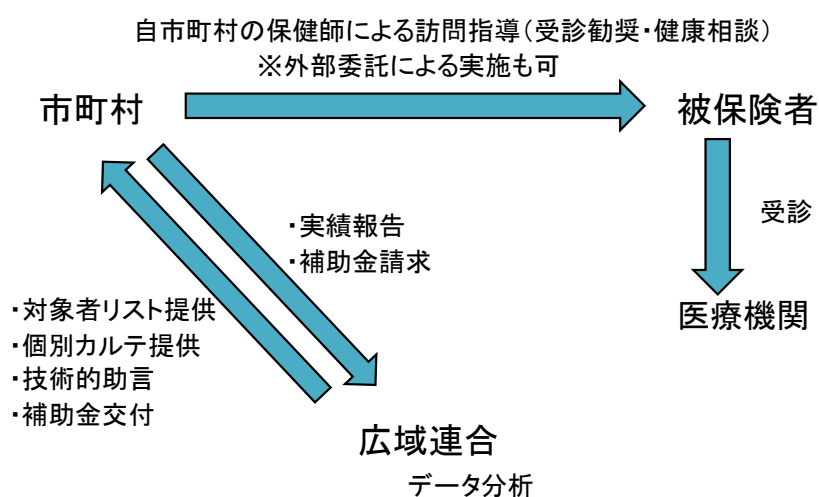 自市町村の保健師による訪問指導（受診勧奨・健康相談）
※外部委託による実施も可
市町村
被保険者
・実績報告
・補助金請求
受診
・対象者リスト提供
・個別カルテ提供
・技術的助言
・補助金交付
医療機関
広域連合
データ分析